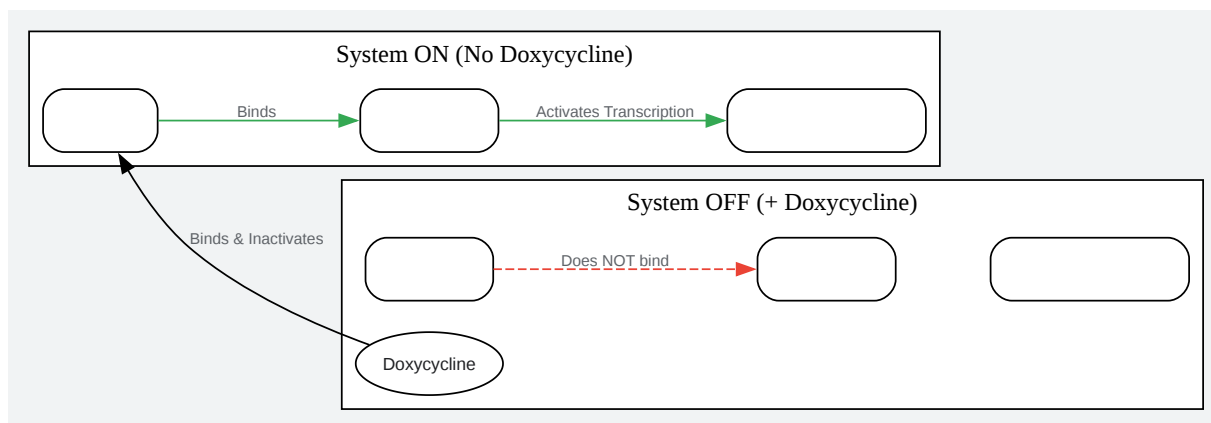 System ON (No Doxycycline)
Binds
Activates Transcription
Binds & Inactivates
System OFF (+ Doxycycline)
Does NOT bind
Doxycycline